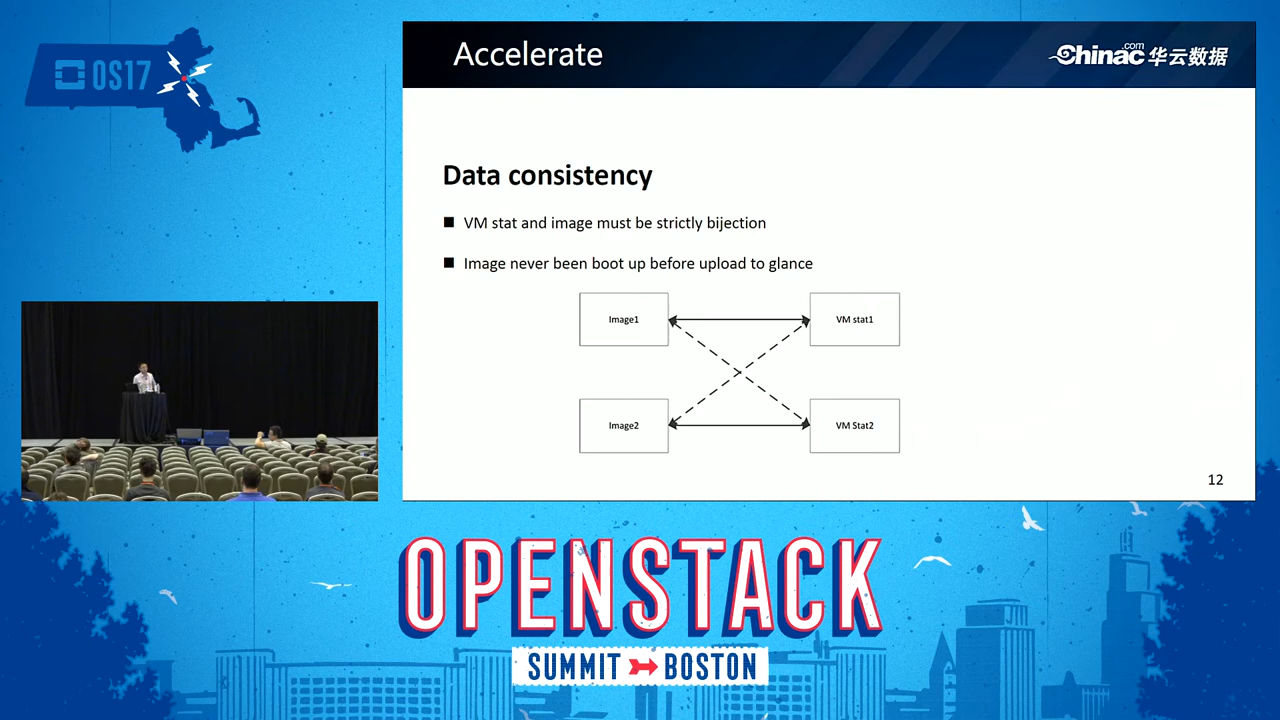 OS17
Accelerate
Chinac.com 华云数据
Data consistency
VM stat and image must be strictly bijection
Image never been boot up before upload to glance
Image1
VM stat1
Image2
VM Stat2
12
OPENSTACK
SUMMIT BOSTON